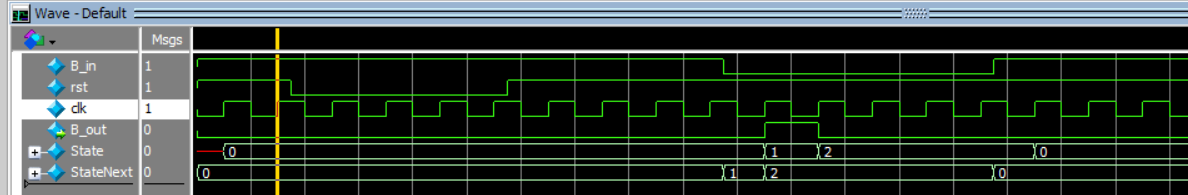 Wave - Default
Msgs
B_in 1
rst 1
clk 1
B_out 0
State 0 0 1 2 0
StateNext 0 0 1 2 0